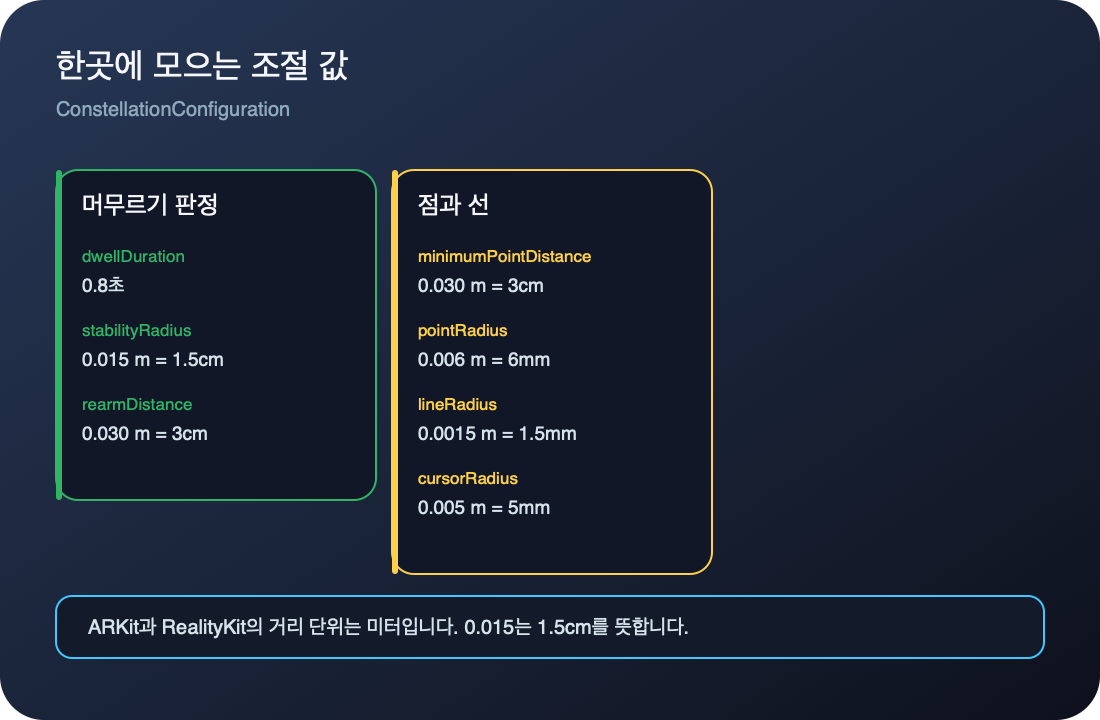 한곳에 모으는 조절 값
ConstellationConfiguration
머무르기 판정
dwellDuration
0.8초
stabilityRadius
0.015 m = 1.5cm
rearmDistance
0.030 m = 3cm
점과 선
minimumPointDistance
0.030 m = 3cm
pointRadius
0.006 m = 6mm
lineRadius
0.0015 m = 1.5mm
cursorRadius
0.005 m = 5mm
ARKit과 RealityKit의 거리 단위는 미터입니다. 0.015는 1.5cm를 뜻합니다.